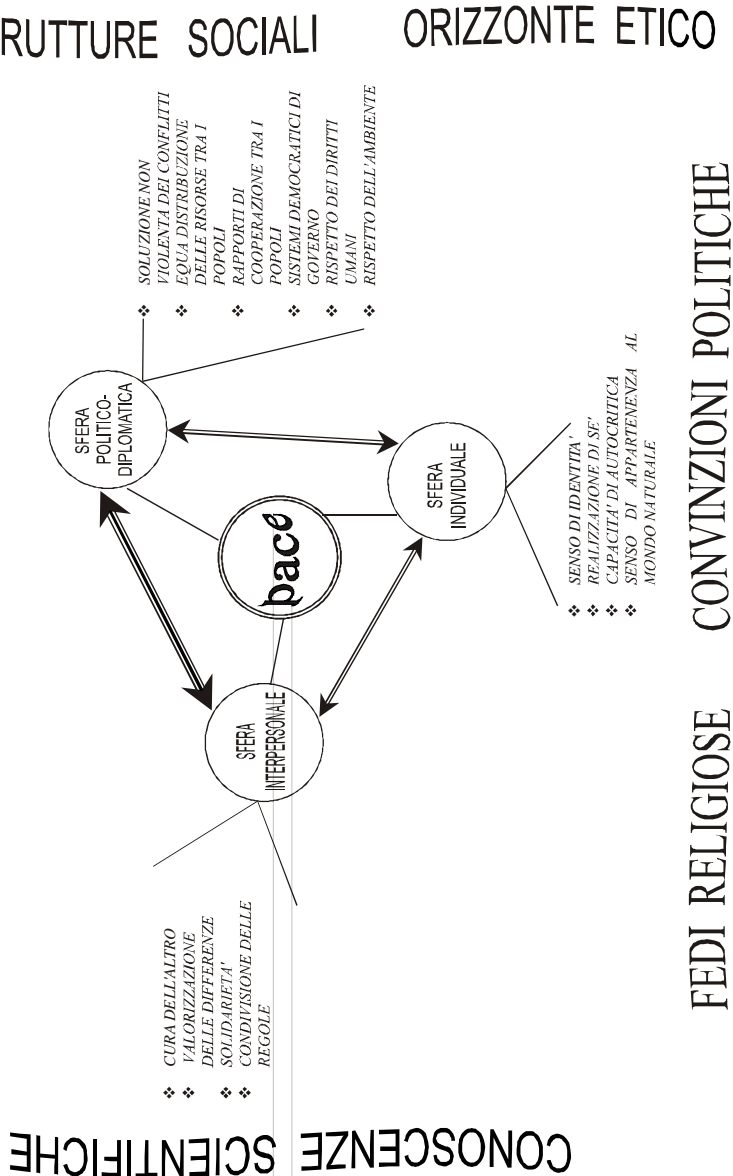 RUTTURE SOCIALI
ORIZZONTE ETICO
CONOSCENZE SCIENTIFICHE
SFERA
POLITICO-
DIPLOMATICA
❖ SOLUZIONE NON
VIOLENTA DEI CONFLITTI
❖ EQUA DISTRIBUZIONE
DELLE RISORSE TRA I
POPOLI
❖ RAPPORTI DI
COOPERAZIONE TRA I
POPOLI
❖ SISTEMI DEMOCRATICI DI
GOVERNO
❖ RISPETTO DEI DIRITTI
UMANI
❖ RISPETTO DELL'AMBIENTE
❖ CURA DELL'ALTRO
❖ VALORIZZAZIONE
DELLE DIFFERENZE
❖ SOLIDARIETA'
❖ CONDIVISIONE DELLE
REGOLE
SFERA
INTERPERSONALE
pace
SFERA
INDIVIDUALE
❖ SENSO DI IDENTITA'
❖ REALIZZAZIONE DI SE'
❖ CAPACITA' DI AUTOCRITICA
❖ SENSO DI APPARTENENZA AL
MONDO NATURALE
FEDI RELIGIOSE
CONVINZIONI POLITICHE